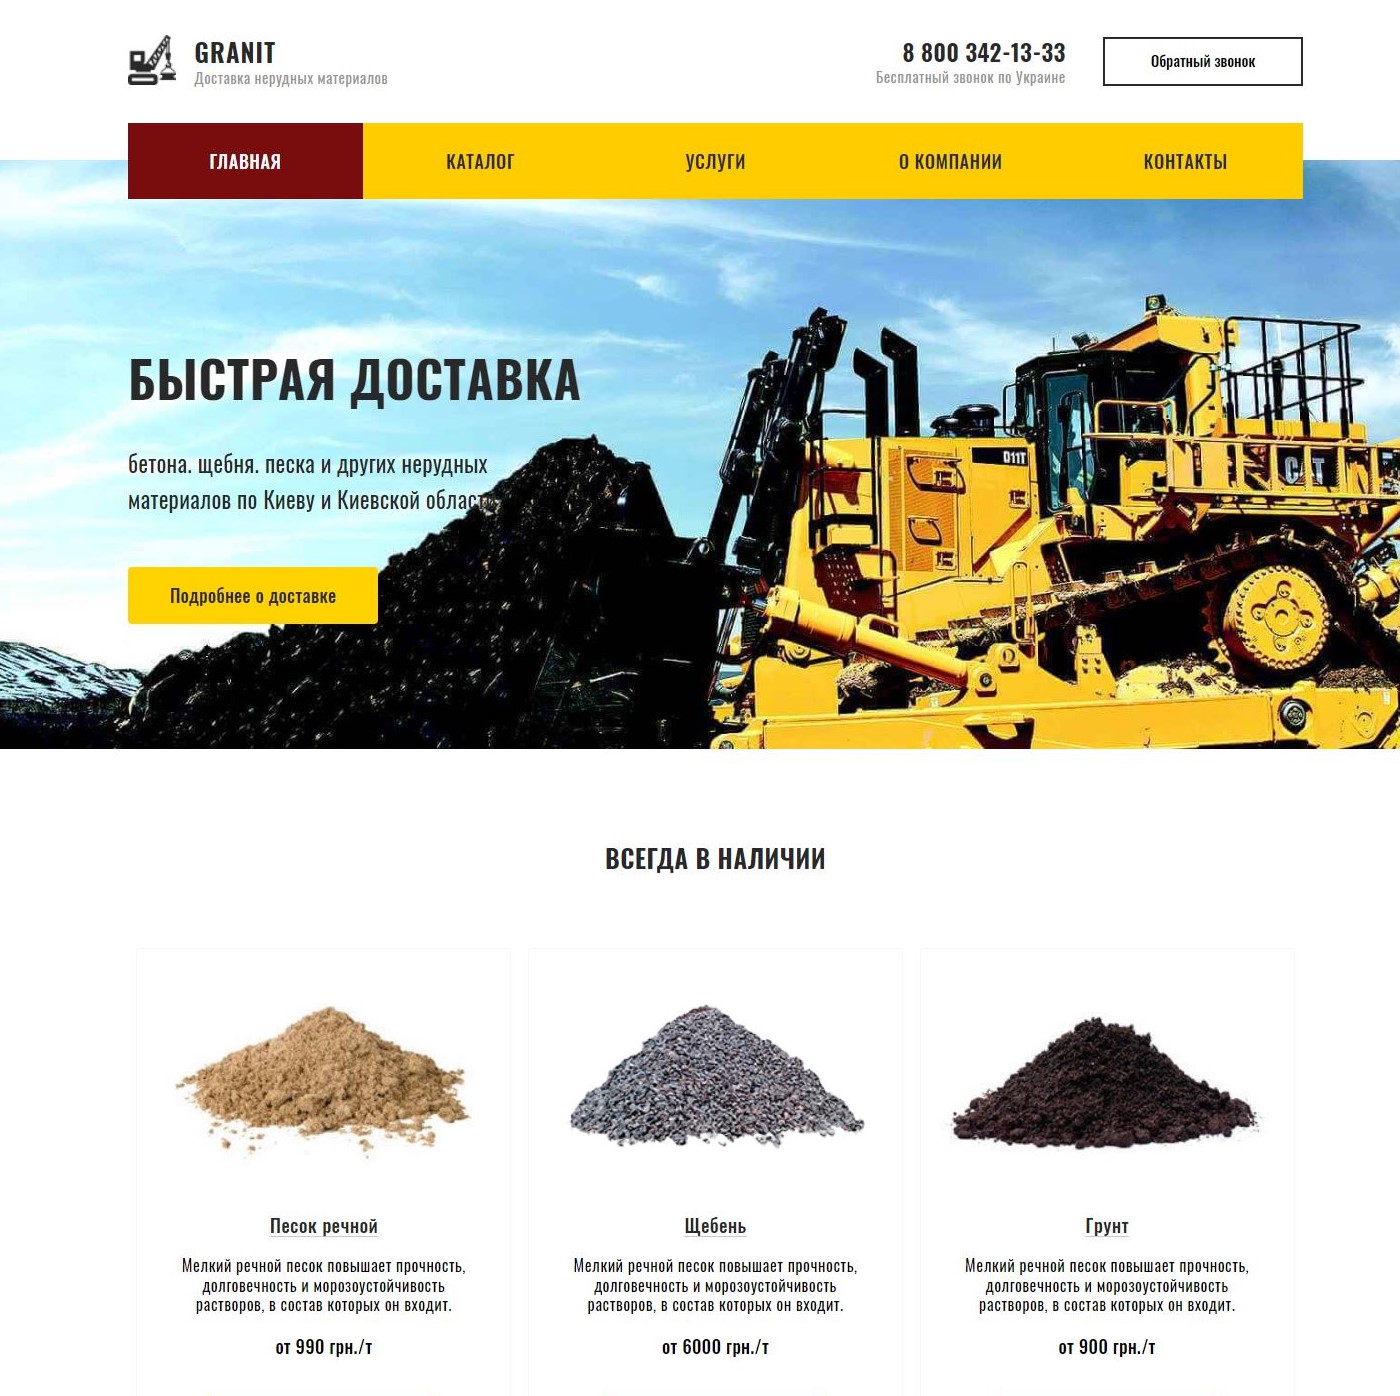 GRANIT
Доставка нерудных материалов
8 800 342-13-33
Бесплатный звонок по Украине
Обратный звонок
ГЛАВНАЯ
КАТАЛОГ
УСЛУГИ
О КОМПАНИИ
КОНТАКТЫ
БЫСТРАЯ ДОСТАВКА
бетона. щебня. песка и других нерудных
материалов по Киеву и Киевской области
Подробнее о доставке
D11T
CAT
ВСЕГДА В НАЛИЧИИ
Песок речной
Мелкий речной песок повышает прочность,
долговечность и морозоустойчивость
растворов, в состав которых он входит.
от 990 грн./т
Щебень
Мелкий речной песок повышает прочность,
долговечность и морозоустойчивость
растворов, в состав которых он входит.
от 6000 грн./т
Грунт
Мелкий речной песок повышает прочность,
долговечность и морозоустойчивость
растворов, в состав которых он входит.
от 900 грн./т